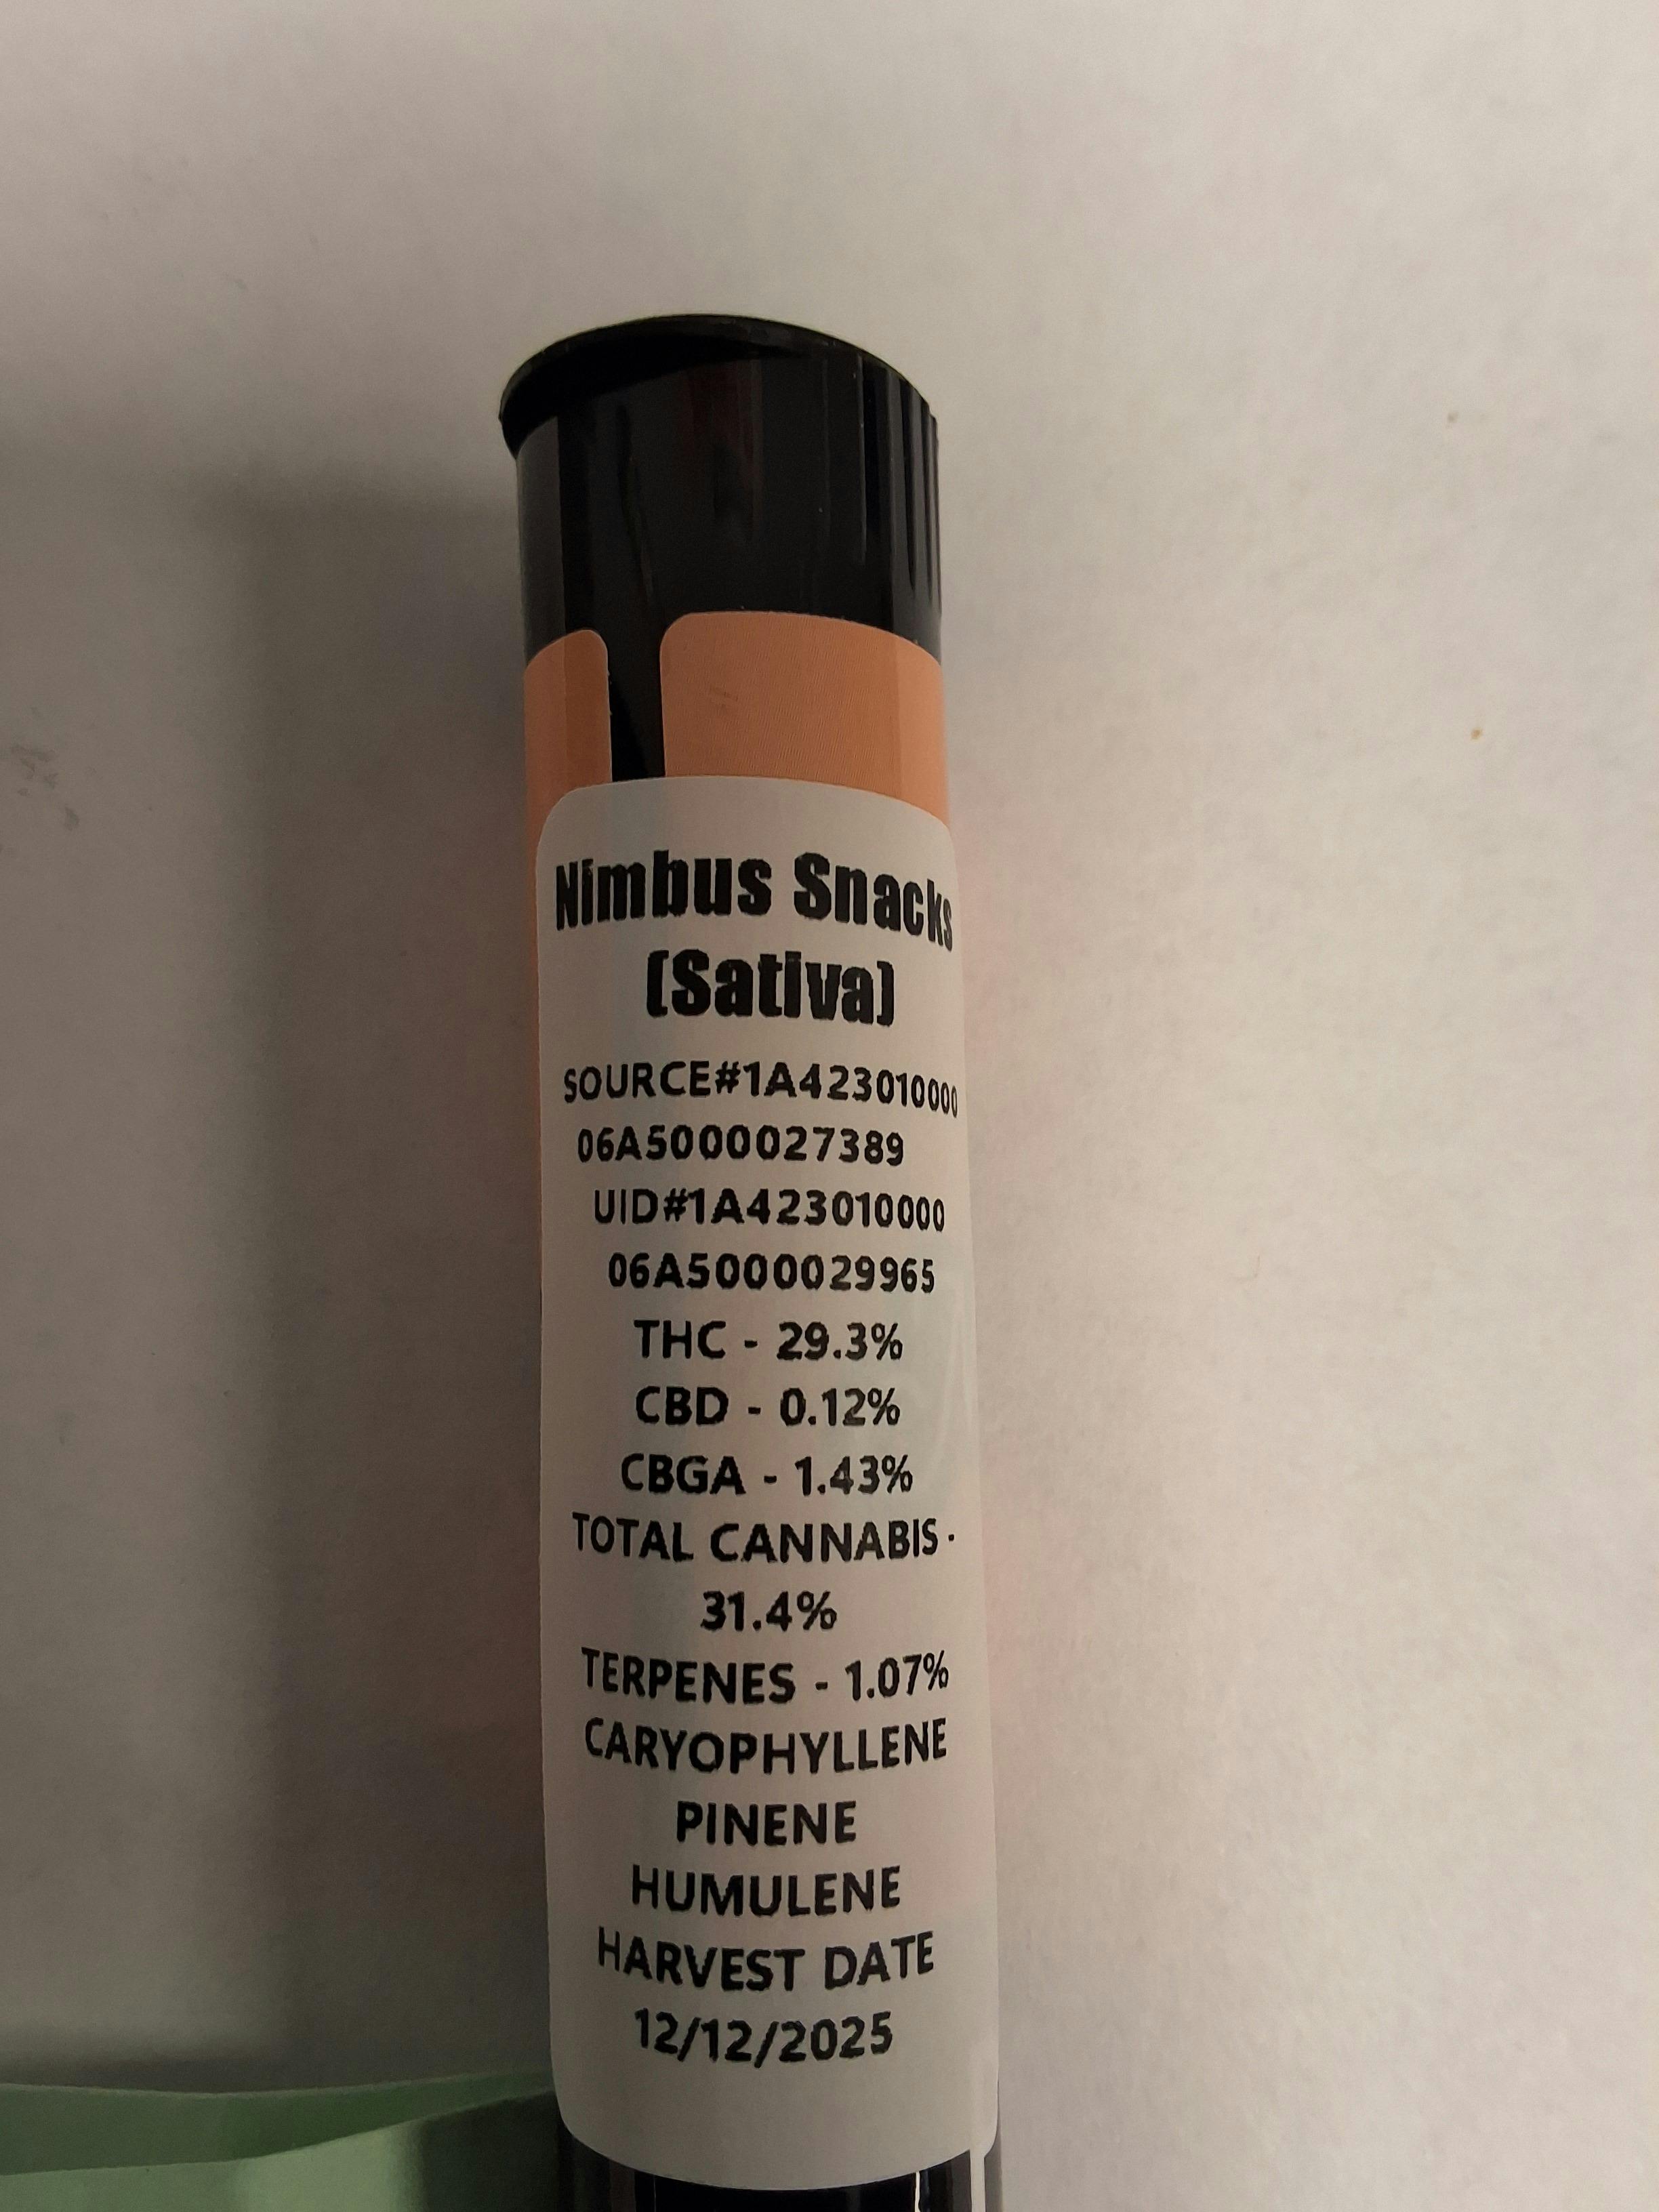 Nimbus Snacks
(Sativa)
SOURCE#1A423010000
06A5000027389
UID#1A423010000
06A5000029965
THC - 29.3%
CBD - 0.12%
CBGA - 1.43%
TOTAL CANNABIS -
31.4%
TERPENES - 1.07%
CARYOPHYLLENE
PINENE
HUMULENE
HARVEST DATE
12/12/2025